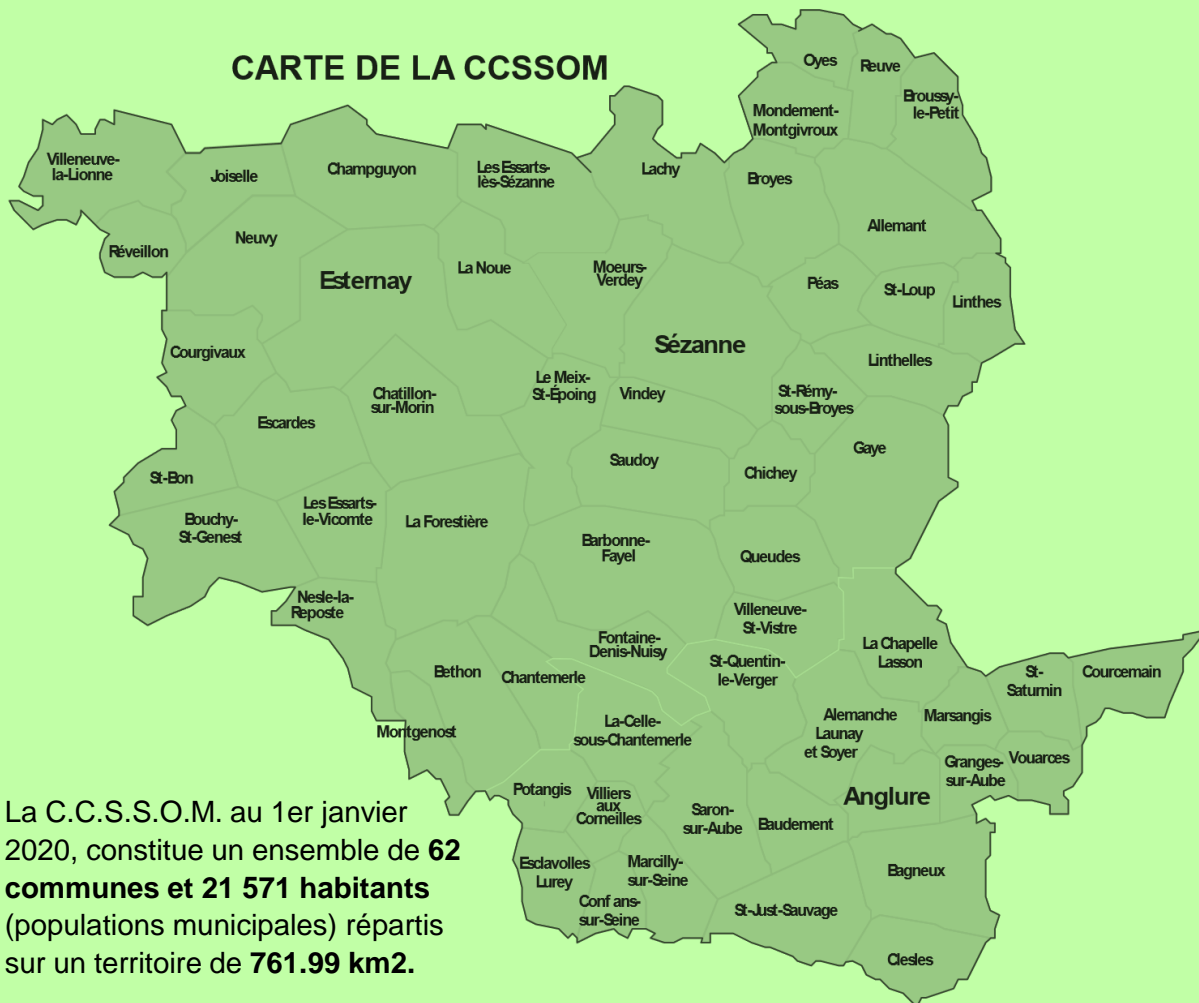 CARTE DE LA CCSSOM
Oyes
Reuve
Broussy-
le-Petit
Mondement-
Montgivroux
Villeneuve-
la-Lionne
Joiselle
Champguyon
Les Essarts-
lès-Sézanne
Lachy
Broyes
Allemant
Réveillon
Neuvy
Esternay
La Noue
Moeurs-
Verdey
Péas
St-Loup
Linthes
Courgivaux
Sézanne
Linthelles
Chatillon-
sur-Morin
Le Meix-
St-Époing
Vindey
St-Rémy-
sous-Broyes
Escardes
Gaye
Saudoy
Chichey
St-Bon
Bouchy-
St-Genest
Les Essarts-
le-Vicomte
La Forestière
Barbonne-
Fayel
Queudes
Nesle-la-
Reposte
Villeneuve-
St-Vistre
Fontaine-
Denis-Nuisy
La Chapelle
Lasson
Bethon
Chantemerle
St-Quentin-
le-Verger
St-
Saturnin
Courcemain
Montgenost
La-Celle-
sous-Chantemerle
Alemanche
Launay
et Soyer
Marsangis
Granges-
sur-Aube
Vouarces
Potangis
Villiers
aux
Corneilles
Saron-
sur-Aube
Baudement
Anglure
Esclavolles
Lurey
Marcilly-
sur-Seine
Bagneux
Conf ans-
sur-Seine
St-Just-Sauvage
Clesles
La C.C.S.S.O.M. au 1er janvier
2020, constitue un ensemble de 62
communes et 21 571 habitants
(populations municipales) répartis
sur un territoire de 761.99 km2.